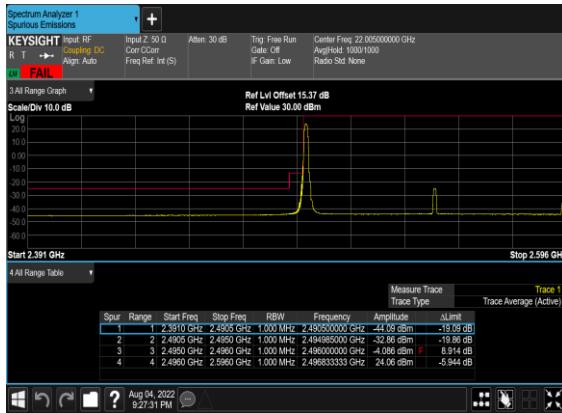 Spectrum Analyzer 1
Spurious Emissions
+
KEYSIGHT Input: RF Input Z: 50 Ω Atten: 30 dB Trig: Free Run Center Freq: 22.005000000 GHz
R T Coupling: DC Corr CCorr Gate: Off Avg|Hold: 1000/1000
Align: Auto Freq Ref: Int (S) IF Gain: Low Radio Std: None
FAIL
3 All Range Graph
Ref Lvl Offset 15.37 dB
Scale/Div 10.0 dB Ref Value 30.00 dBm
Log
20.0
10.0
0.00
-10.0
-20.0
-30.0
-40.0
-50.0
-60.0
Start 2.391 GHz Stop 2.596 GH
4 All Range Table
Measure Trace Trace 1
Trace Type Trace Average (Active)
Spur Range Start Freq Stop Freq RBW Frequency Amplitude ΔLimit
1 1 2.3910 GHz 2.4905 GHz 1.000 MHz 2.490500000 GHz -44.09 dBm -19.09 dB
2 2 2.4905 GHz 2.4950 GHz 1.000 MHz 2.494985000 GHz -32.86 dBm -19.86 dB
3 3 2.4950 GHz 2.4960 GHz 1.000 MHz 2.496000000 GHz -4.086 dBm F 8.914 dB
4 4 2.4960 GHz 2.5960 GHz 1.000 MHz 2.496833333 GHz 24.06 dBm -5.944 dB
? Aug 04, 2022
9:27:31 PM